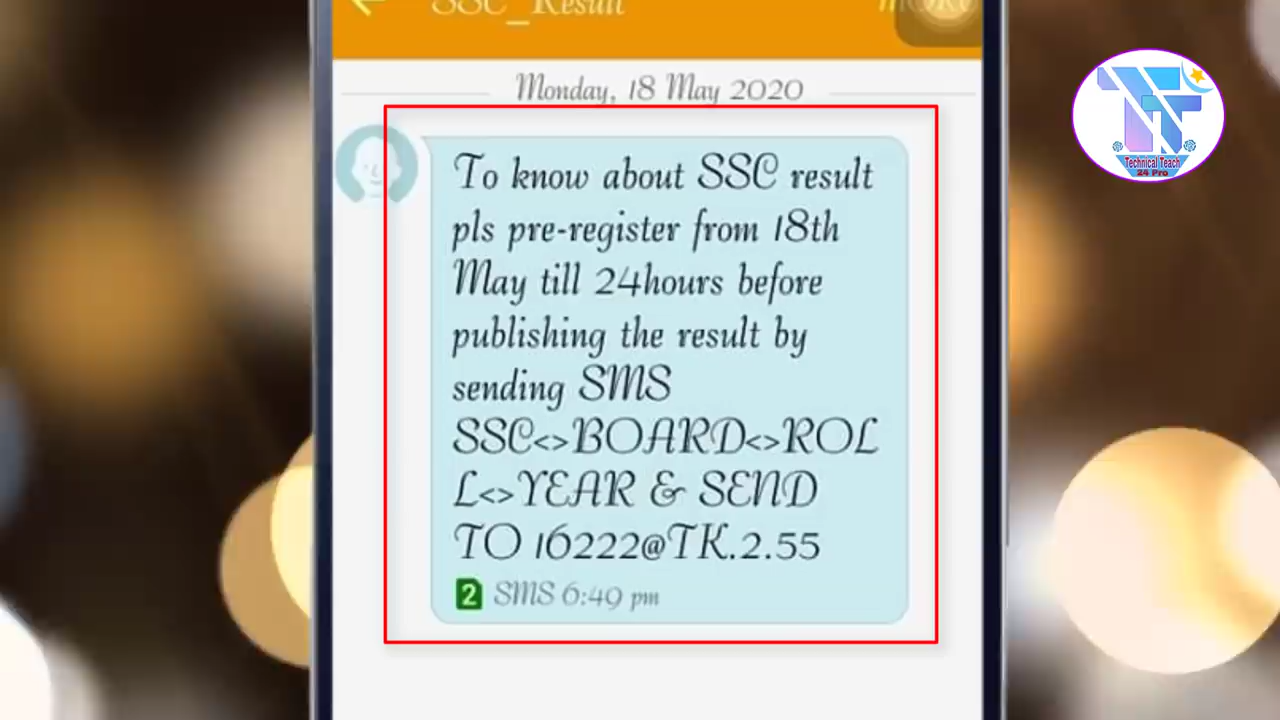 SSC_Result
Monday, 18 May 2020
To know about SSC result
pls pre-register from 18th
May till 24hours before
publishing the result by
sending SMS
SSC<>BOARD<>ROL
L<>YEAR & SEND
TO 16222@TK.2.55
2 SMS 6:49 pm
TT
Technical Teach
24 Pro